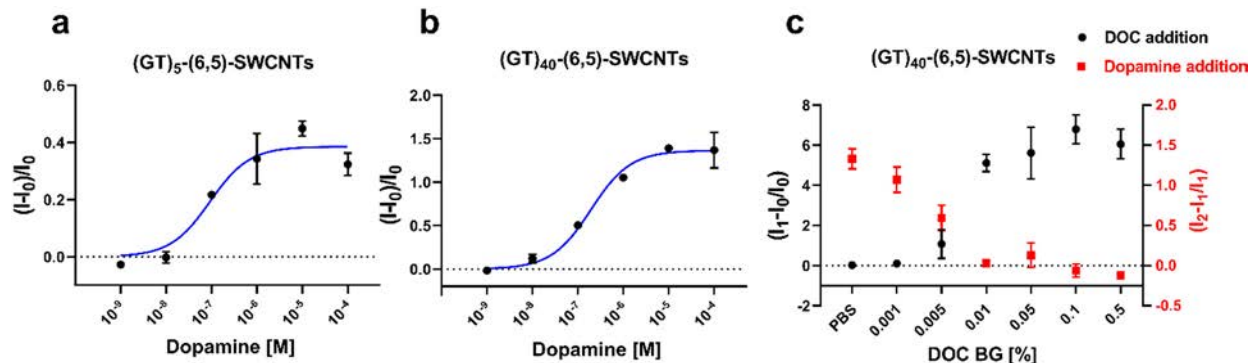 a
(GT)5-(6,5)-SWCNTs
(I-I0)/I0
0.6
0.4
0.2
0.0
10-9
10-8
10-7
10-6
10-5
10-4
Dopamine [M]
b
(GT)40-(6,5)-SWCNTs
(I-I0)/I0
2.0
1.5
1.0
0.5
0.0
10-9
10-8
10-7
10-6
10-5
10-4
Dopamine [M]
c
DOC addition
Dopamine addition
(GT)40-(6,5)-SWCNTs
(I1-I0/I0)
8
6
4
2
0
-2
2.0
1.5
1.0
0.5
0.0
-0.5
(I2-I1/I1)
PBS
0.001
0.005
0.01
0.05
0.1
0.5
DOC BG [%]